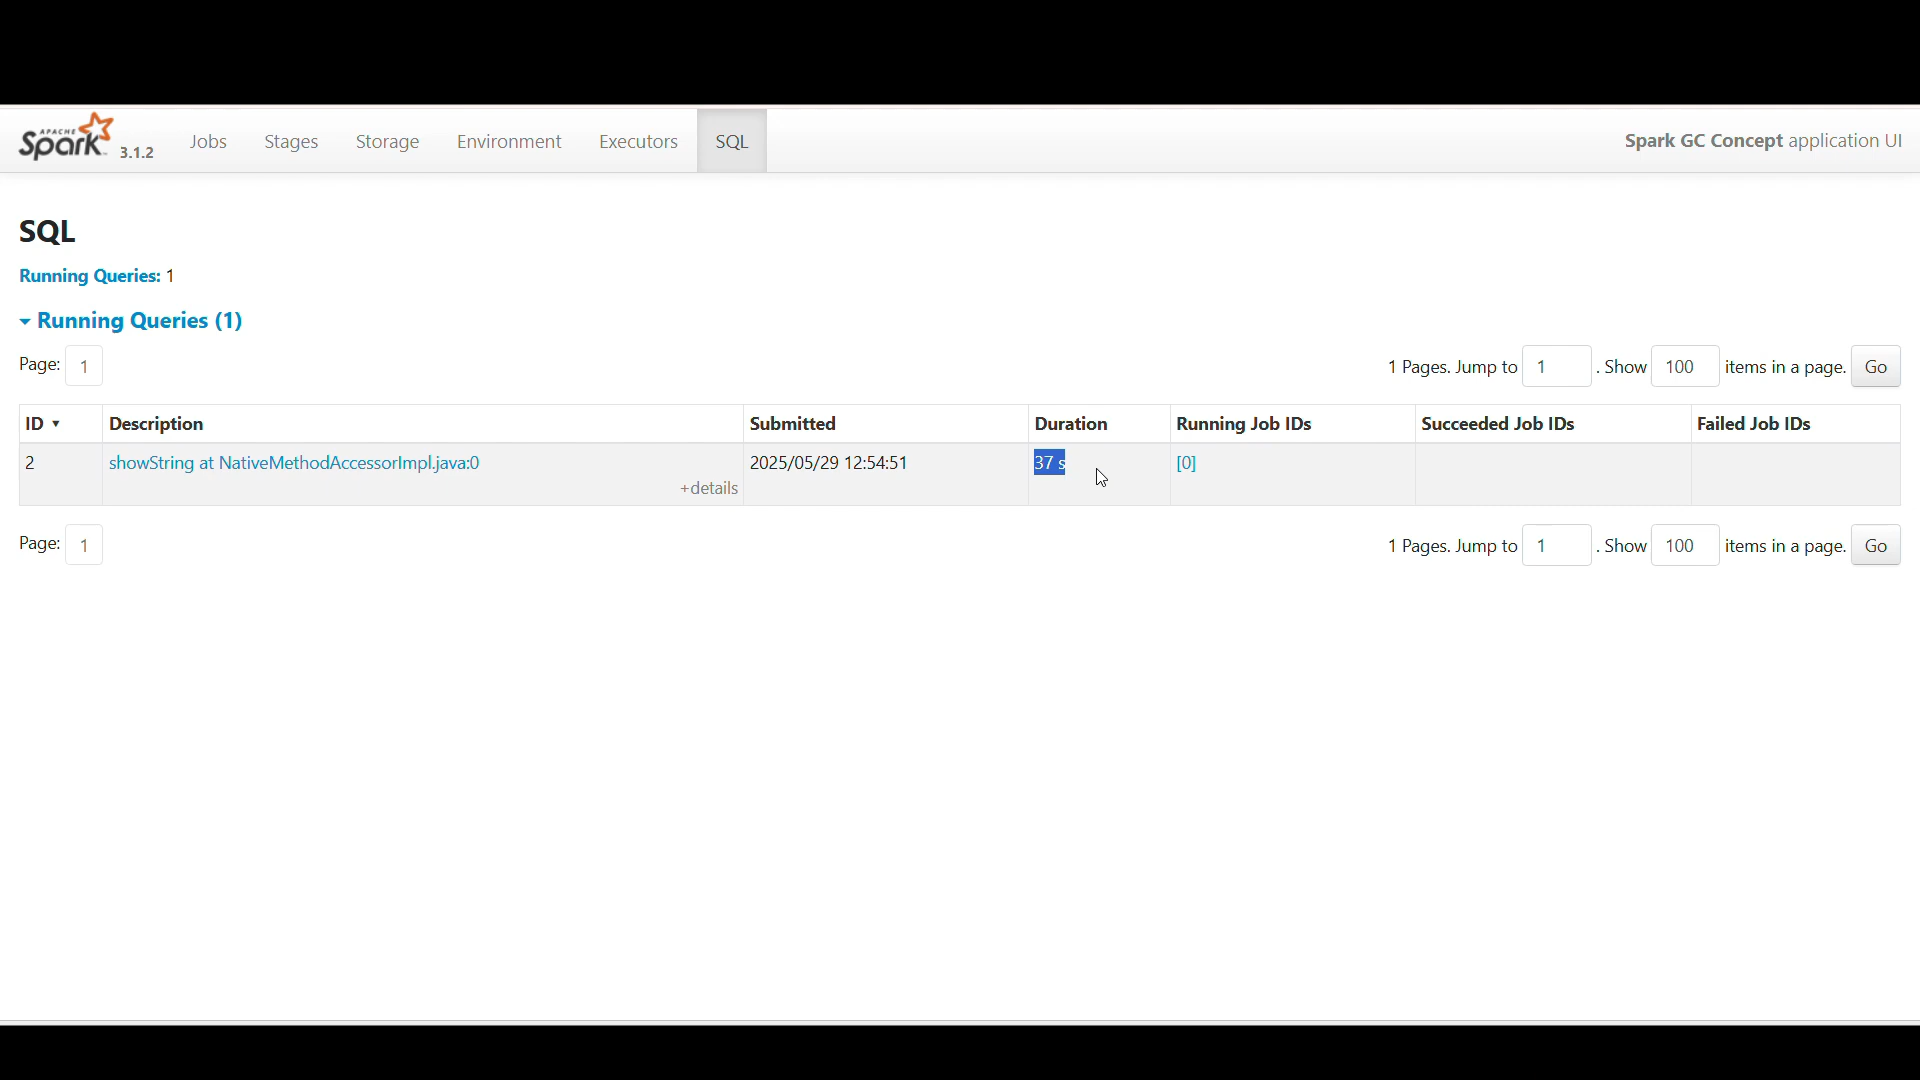 APACHE Spark 3.1.2 Jobs Stages Storage Environment Executors SQL Spark GC Concept application UI
SQL
Running Queries: 1
Running Queries (1)
Page: 1 1 Pages. Jump to 1 . Show 100 items in a page. Go
ID ▾ Description Submitted Duration Running Job IDs Succeeded Job IDs Failed Job IDs
2 showString at NativeMethodAccessorImpl.java:0 2025/05/29 12:54:51 37 s [0]
+details
Page: 1 1 Pages. Jump to 1 . Show 100 items in a page. Go